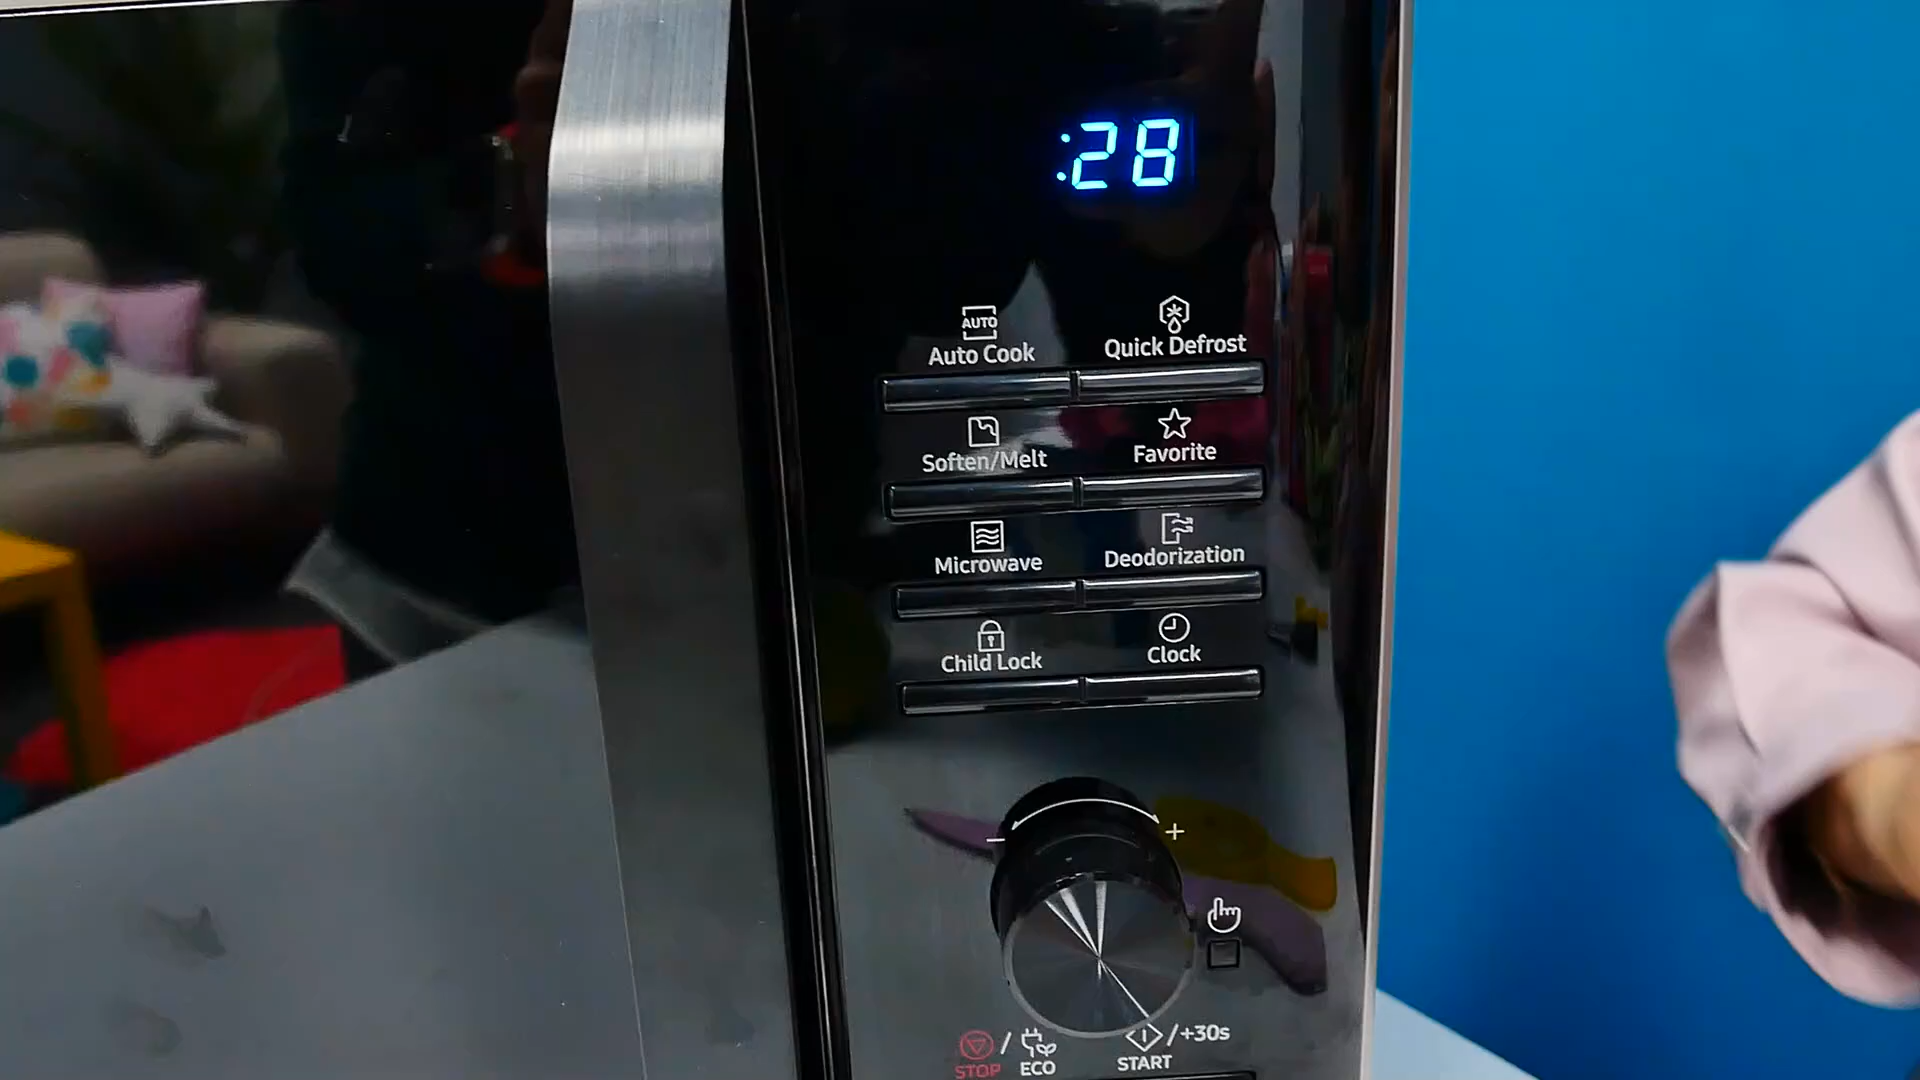 :28
AUTO
Auto Cook
Quick Defrost
Soften/Melt
Favorite
Microwave
Deodorization
Child Lock
Clock
− +
/ /+30s
STOP ECO START